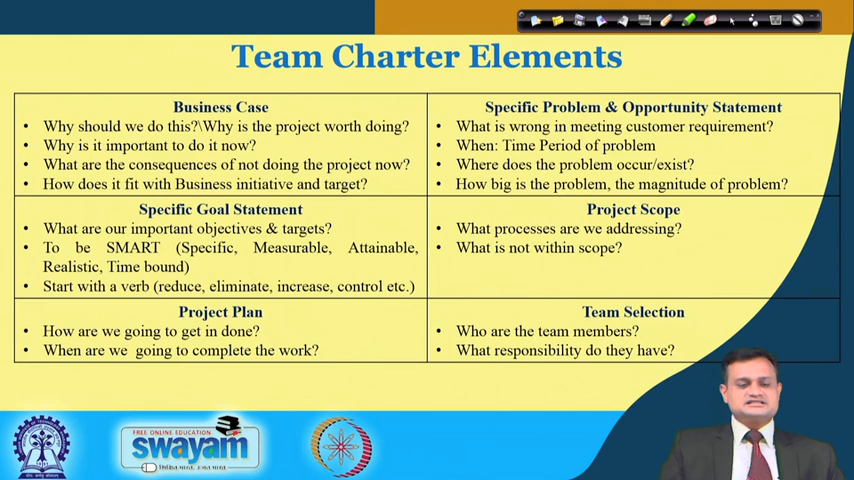 Team Charter Elements
Business Case
• Why should we do this?\Why is the project worth doing?
• Why is it important to do it now?
• What are the consequences of not doing the project now?
• How does it fit with Business initiative and target?
Specific Problem & Opportunity Statement
• What is wrong in meeting customer requirement?
• When: Time Period of problem
• Where does the problem occur/exist?
• How big is the problem, the magnitude of problem?
Specific Goal Statement
• What are our important objectives & targets?
• To be SMART (Specific, Measurable, Attainable,
Realistic, Time bound)
• Start with a verb (reduce, eliminate, increase, control etc.)
Project Scope
• What processes are we addressing?
• What is not within scope?
Project Plan
• How are we going to get in done?
• When are we going to complete the work?
Team Selection
• Who are the team members?
• What responsibility do they have?
FREE ONLINE EDUCATION
swayam